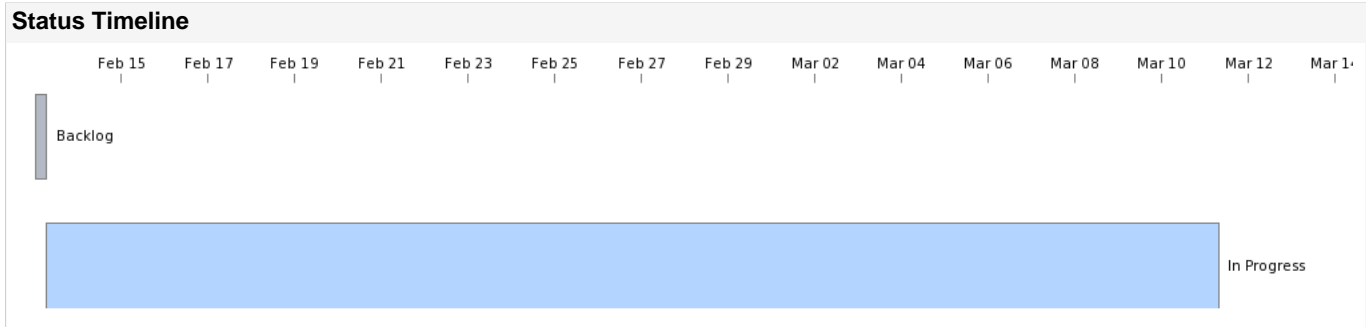 Status Timeline
Feb 15 Feb 17 Feb 19 Feb 21 Feb 23 Feb 25 Feb 27 Feb 29 Mar 02 Mar 04 Mar 06 Mar 08 Mar 10 Mar 12 Mar
Backlog
In Progress